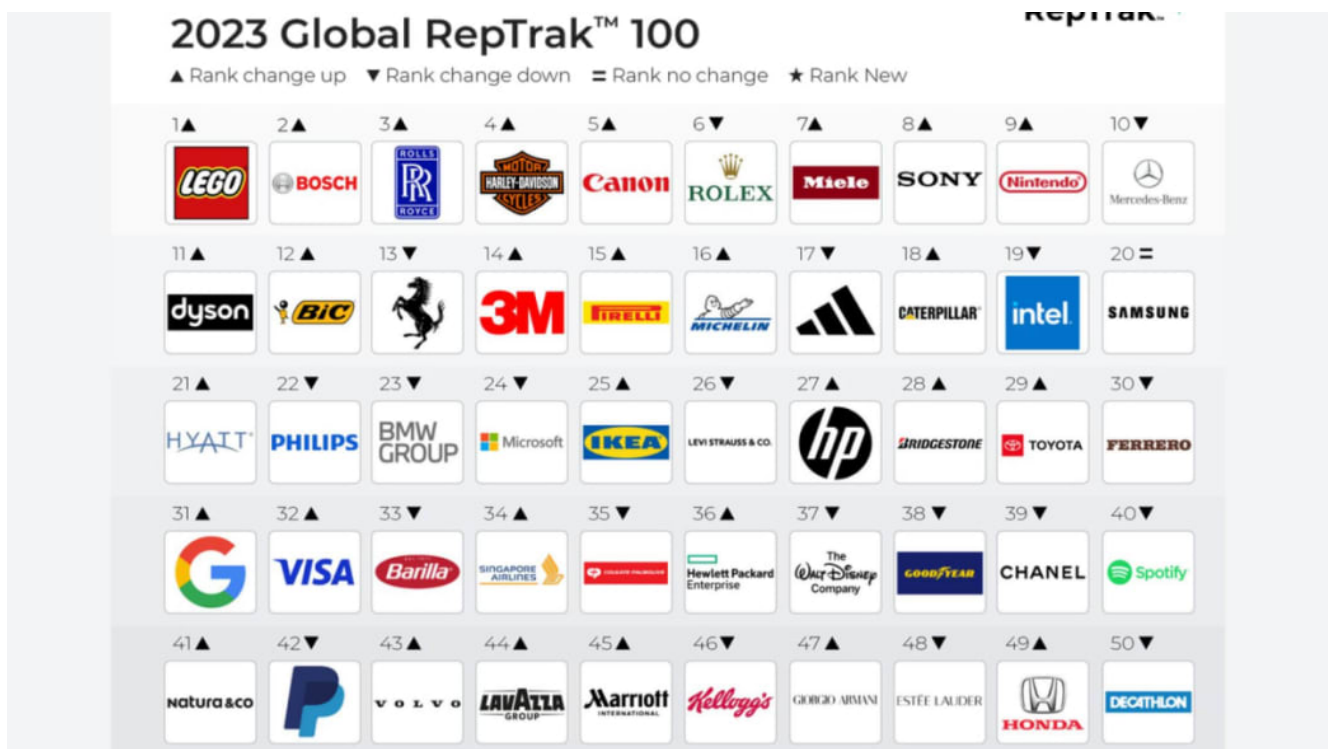 2023 Global RepTrak™ 100
RepTrak™
▲ Rank change up ▼ Rank change down = Rank no change ★ Rank New
1▲ 2▲ 3▲ 4▲ 5▲ 6▼ 7▲ 8▲ 9▲ 10▼
LEGO
BOSCH
ROLLS
RR
ROYCE
MOTOR
HARLEY-DAVIDSON
CYCLES
Canon
ROLEX
Miele
SONY
Nintendo
Mercedes-Benz
11▲ 12▲ 13▼ 14▲ 15▲ 16▲ 17▼ 18▲ 19▼ 20=
dyson
BiC
3M
PIRELLI
MICHELIN
CATERPILLAR
intel.
SAMSUNG
21▲ 22▼ 23▼ 24▼ 25▲ 26▼ 27▲ 28▲ 29▲ 30▼
HYATT
PHILIPS
BMW
GROUP
Microsoft
IKEA
LEVI STRAUSS & CO.
hp
BRIDGESTONE
TOYOTA
FERRERO
31▲ 32▲ 33▼ 34▲ 35▼ 36▲ 37▼ 38▼ 39▼ 40▼
G
VISA
Barilla
SINGAPORE
AIRLINES
COLGATE-PALMOLIVE
Hewlett Packard
Enterprise
The
WALT DISNEY
Company
GOODYEAR
CHANEL
Spotify
41▲ 42▼ 43▲ 44▲ 45▲ 46▼ 47▲ 48▼ 49▲ 50▼
natura &co
P
VOLVO
LAVAZZA
GROUP
Marriott
INTERNATIONAL
Kellogg's
GIORGIO ARMANI
ESTĒE LAUDER
HONDA
DECATHLON